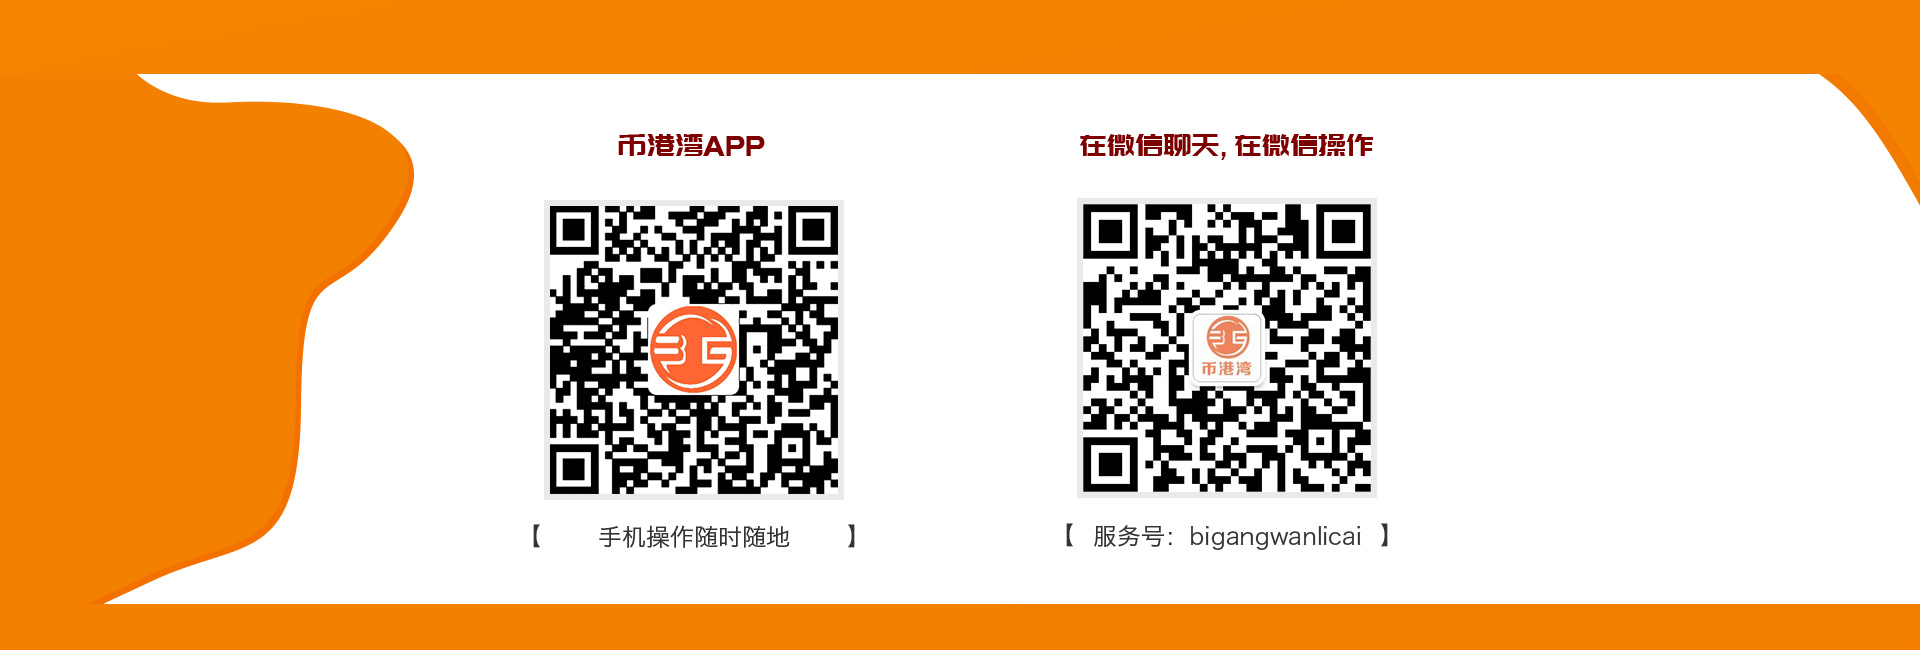 币港湾APP
在微信聊天, 在微信操作
BG
币港湾
【 手机操作随时随地 】
【 服务号：bigangwanlicai 】